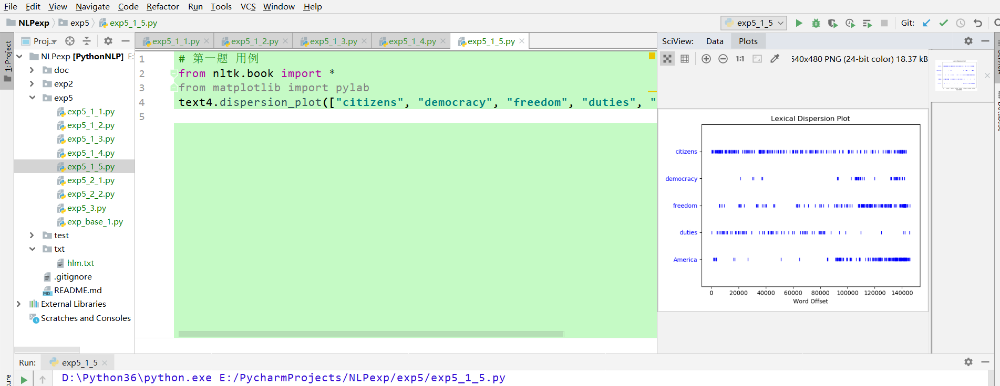 File Edit View Navigate Code Refactor Run Tools VCS Window Help
NLPexp exp5 exp5_1_5.py
exp5_1_5 Git:
1: Project
Proj...
exp5_1_1.py exp5_1_2.py exp5_1_3.py exp5_1_4.py exp5_1_5.py
NLPexp [PythonNLP] E:
doc
exp2
exp5
exp5_1_1.py
exp5_1_2.py
exp5_1_3.py
exp5_1_4.py
exp5_1_5.py
exp5_2_1.py
exp5_2_2.py
exp5_3.py
exp_base_1.py
test
txt
hlm.txt
.gitignore
README.md
External Libraries
Scratches and Consoles
1 # 第一题 用例
2 from nltk.book import *
3 from matplotlib import pylab
4 text4.dispersion_plot(["citizens", "democracy", "freedom", "duties", "
5
SciView: Data Plots
1:1 540x480 PNG (24-bit color) 18.37 kB
Lexical Dispersion Plot
citizens
democracy
freedom
duties
America
0 20000 40000 60000 80000 100000 120000 140000
Word Offset
Database
Run: exp5_1_5
D:\Python36\python.exe E:/PycharmProjects/NLPexp/exp5/exp5_1_5.py